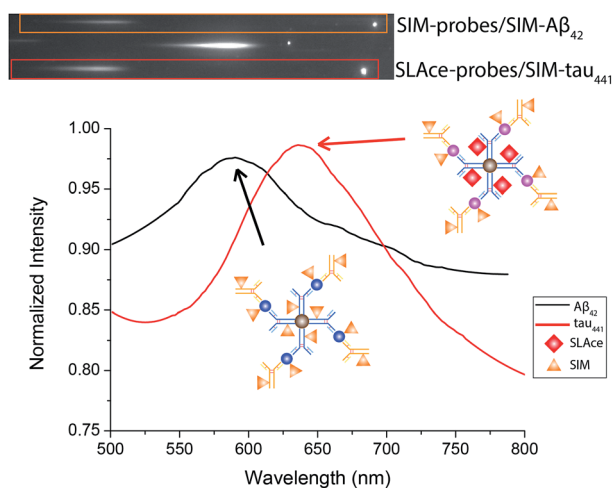 SIM-probes/SIM-Aβ₄₂
SLAce-probes/SIM-tau₄₄₁
1.00
0.95
0.90
0.85
0.80
0.75
Normalized Intensity
500 550 600 650 700 750 800
Wavelength (nm)
Aβ₄₂
tau₄₄₁
SLAce
SIM